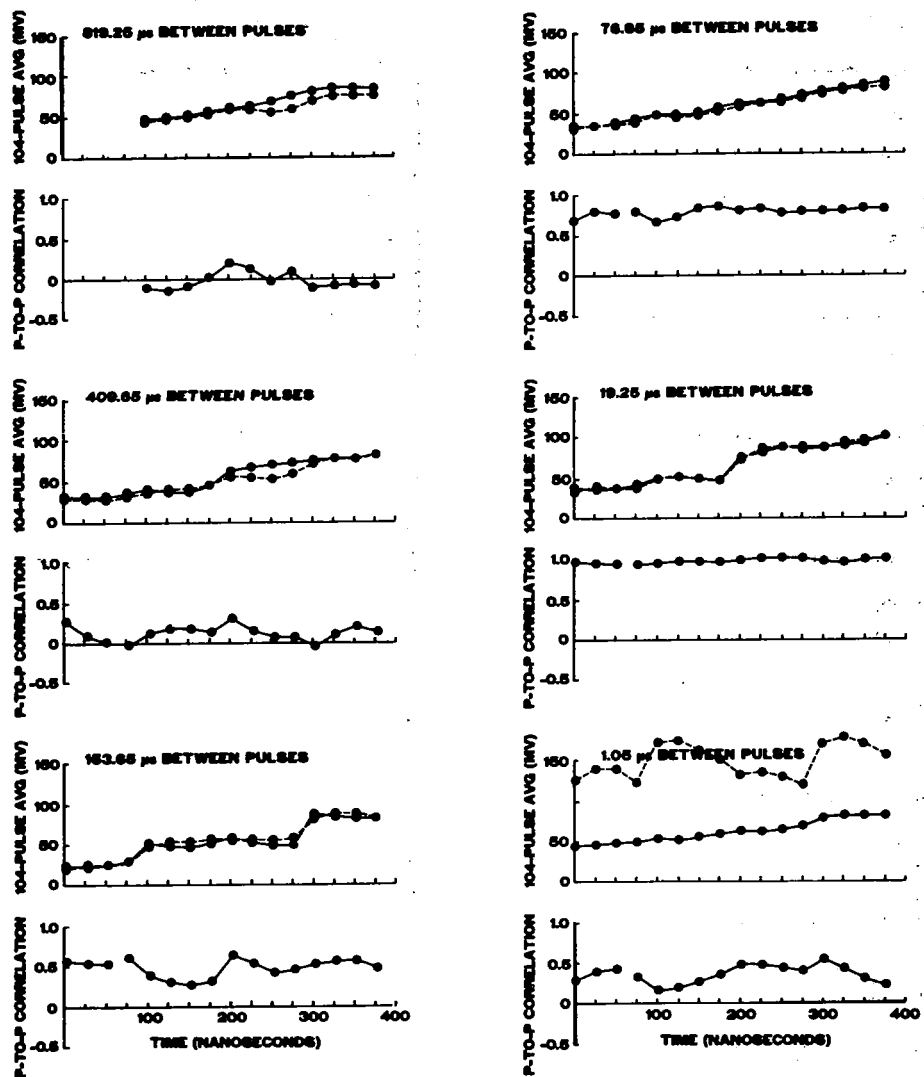 819.25 µs BETWEEN PULSES
104-PULSE AVG (MV)
150
100
50
0
P-TO-P CORRELATION
1.0
0.5
0
-0.5
409.65 µs BETWEEN PULSES
104-PULSE AVG (MV)
150
100
50
0
P-TO-P CORRELATION
1.0
0.5
0
-0.5
153.65 µs BETWEEN PULSES
104-PULSE AVG (MV)
150
100
50
0
P-TO-P CORRELATION
1.0
0.5
0
-0.5
100
200
300
400
TIME (NANOSECONDS)
76.85 µs BETWEEN PULSES
104-PULSE AVG (MV)
150
100
50
0
P-TO-P CORRELATION
1.0
0.5
0
-0.5
19.25 µs BETWEEN PULSES
104-PULSE AVG (MV)
150
100
50
0
P-TO-P CORRELATION
1.0
0.5
0
-0.5
1.05 µs BETWEEN PULSES
104-PULSE AVG (MV)
150
50
0
P-TO-P CORRELATION
1.0
0.5
0
-0.5
100
200
300
400
TIME (NANOSECONDS)